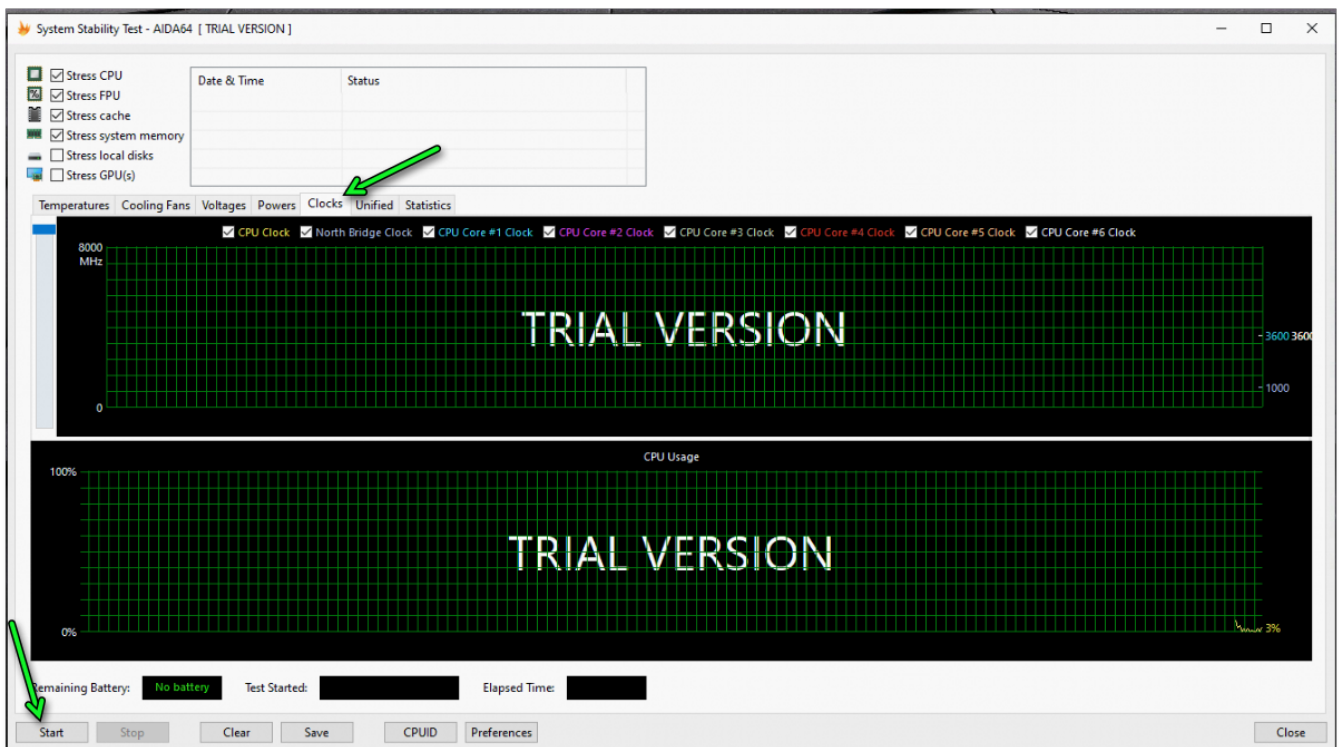 System Stability Test - AIDA64 [ TRIAL VERSION ]
Stress CPU
Stress FPU
Stress cache
Stress system memory
Stress local disks
Stress GPU(s)
Date & Time Status
Temperatures Cooling Fans Voltages Powers Clocks Unified Statistics
CPU Clock North Bridge Clock CPU Core #1 Clock CPU Core #2 Clock CPU Core #3 Clock CPU Core #4 Clock CPU Core #5 Clock CPU Core #6 Clock
8000
MHz
TRIAL VERSION
3600 3600
1000
0
CPU Usage
100%
TRIAL VERSION
0% 3%
Remaining Battery: No battery Test Started: Elapsed Time:
Start Stop Clear Save CPUID Preferences Close